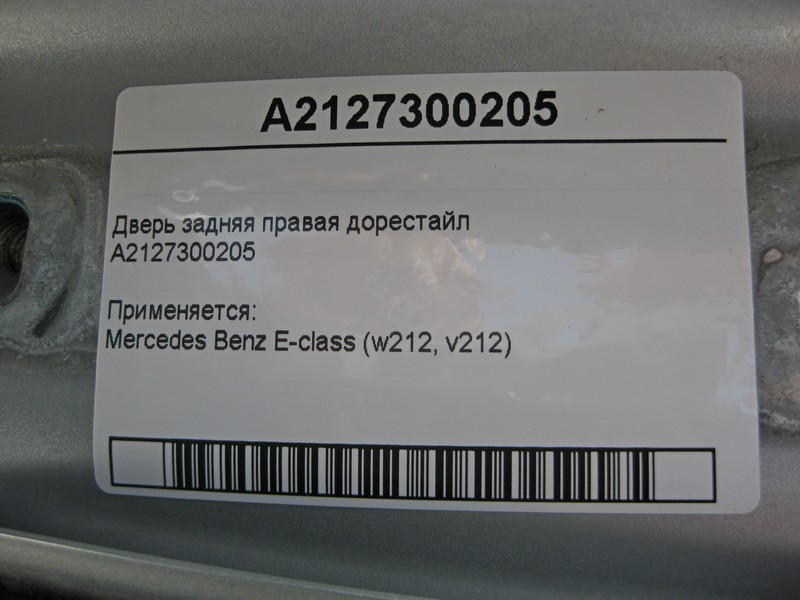 A2127300205
Дверь задняя правая дорестайл
A2127300205
Применяется:
Mercedes Benz E-class (w212, v212)